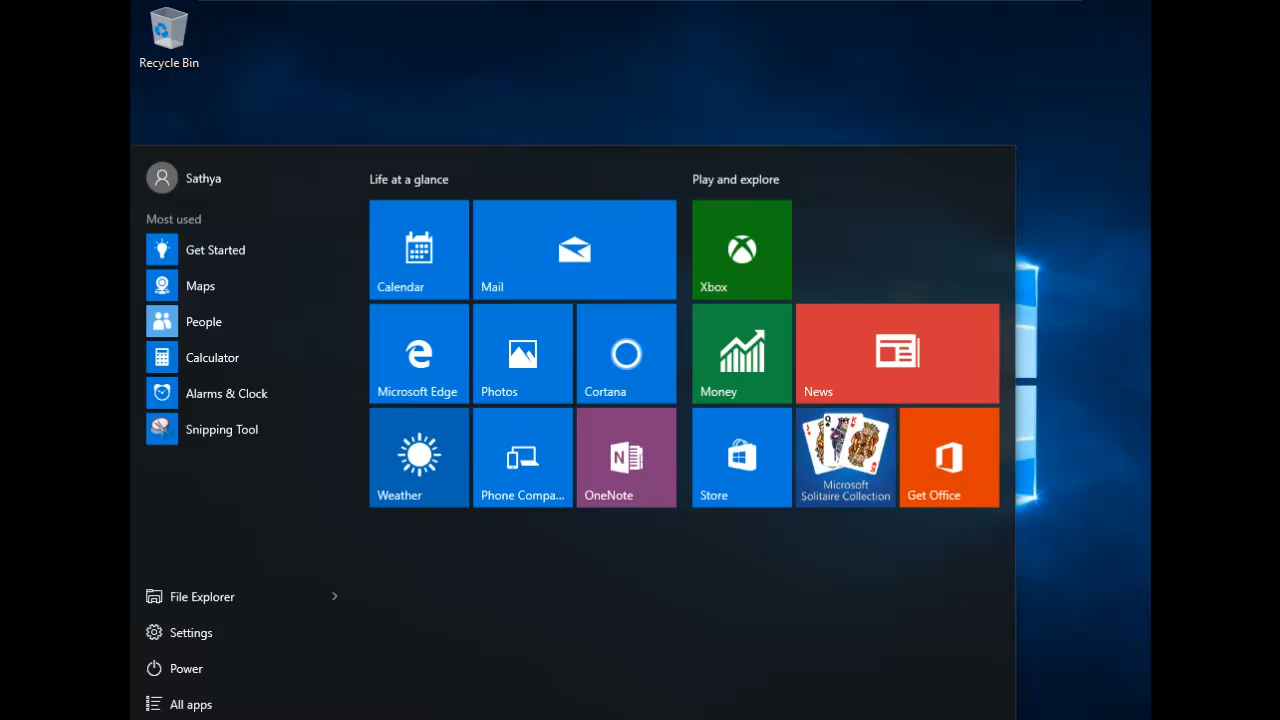 Recycle Bin
Sathya
Most used
Get Started
Maps
People
Calculator
Alarms & Clock
Snipping Tool
File Explorer
Settings
Power
All apps
Life at a glance
Calendar
Mail
Microsoft Edge
Photos
Cortana
Weather
Phone Compa...
OneNote
Play and explore
Xbox
Money
News
Store
Microsoft
Solitaire Collection
Get Office